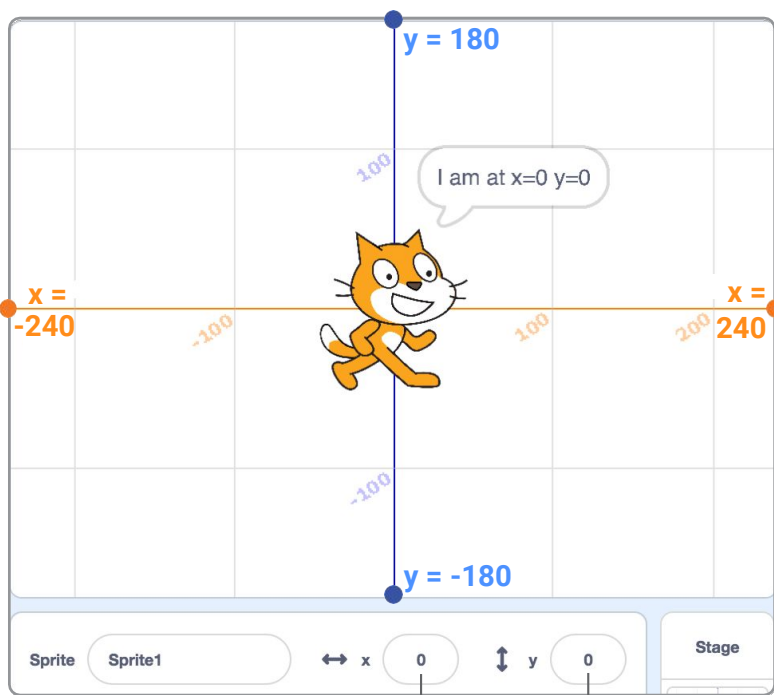 y = 180
100
I am at x=0 y=0
x =
-240
x =
240
-100
100
200
-100
y = -180
Sprite Sprite1 x 0 y 0
Stage